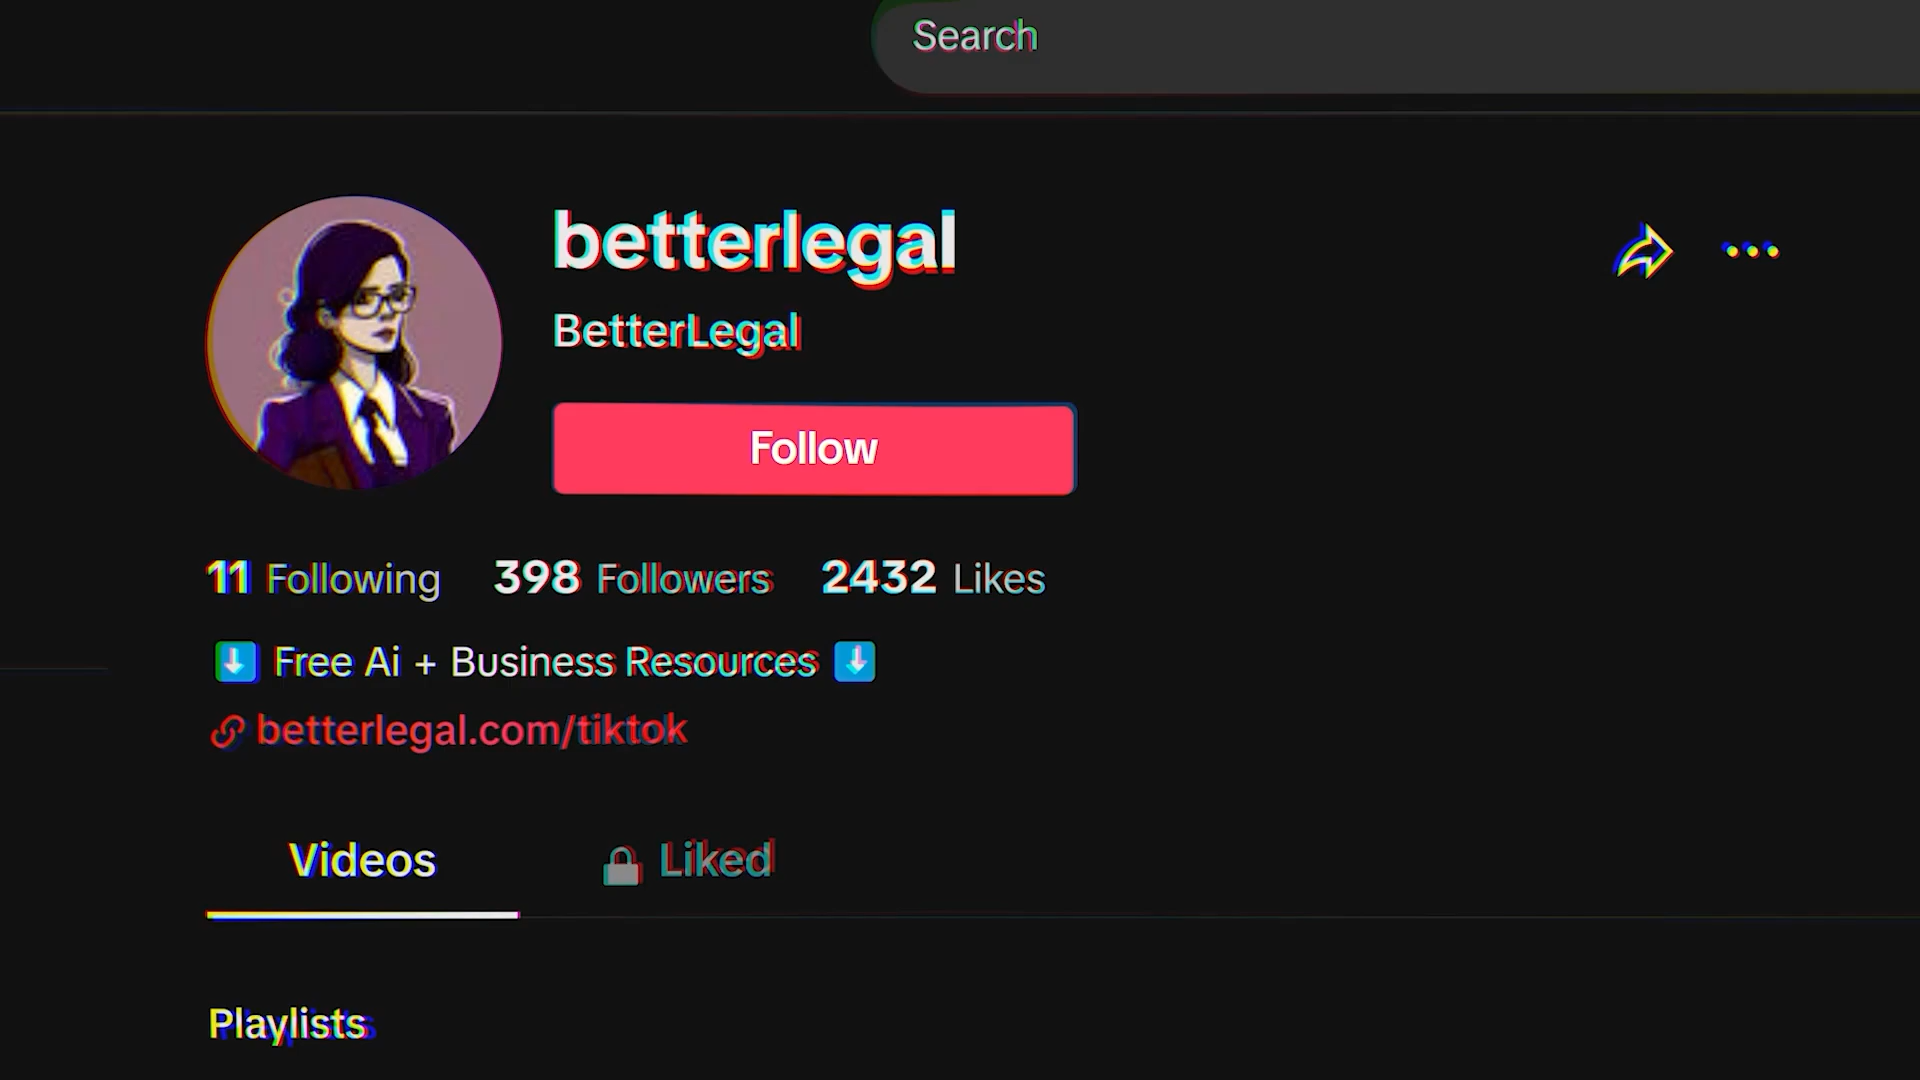 Search
betterlegal
BetterLegal
Follow
11 Following 398 Followers 2432 Likes
⬇️ Free Ai + Business Resources ⬇️
betterlegal.com/tiktok
Videos Liked
Playlists